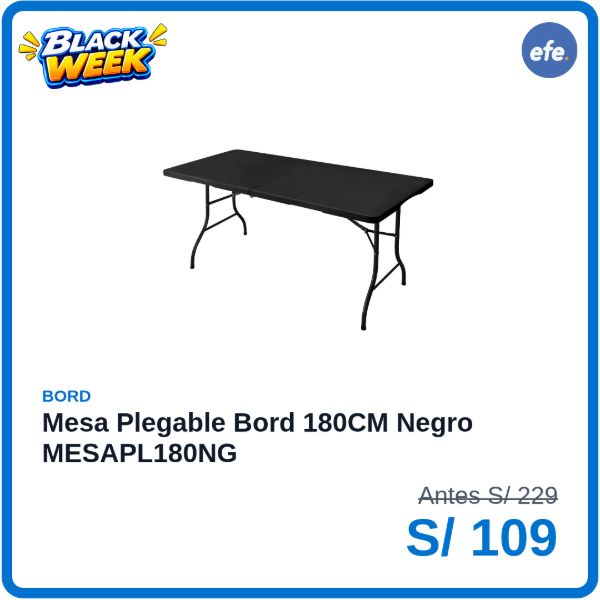 BLACK
WEEK
efe.
BORD
Mesa Plegable Bord 180CM Negro
MESAPL180NG
Antes S/ 229
S/ 109